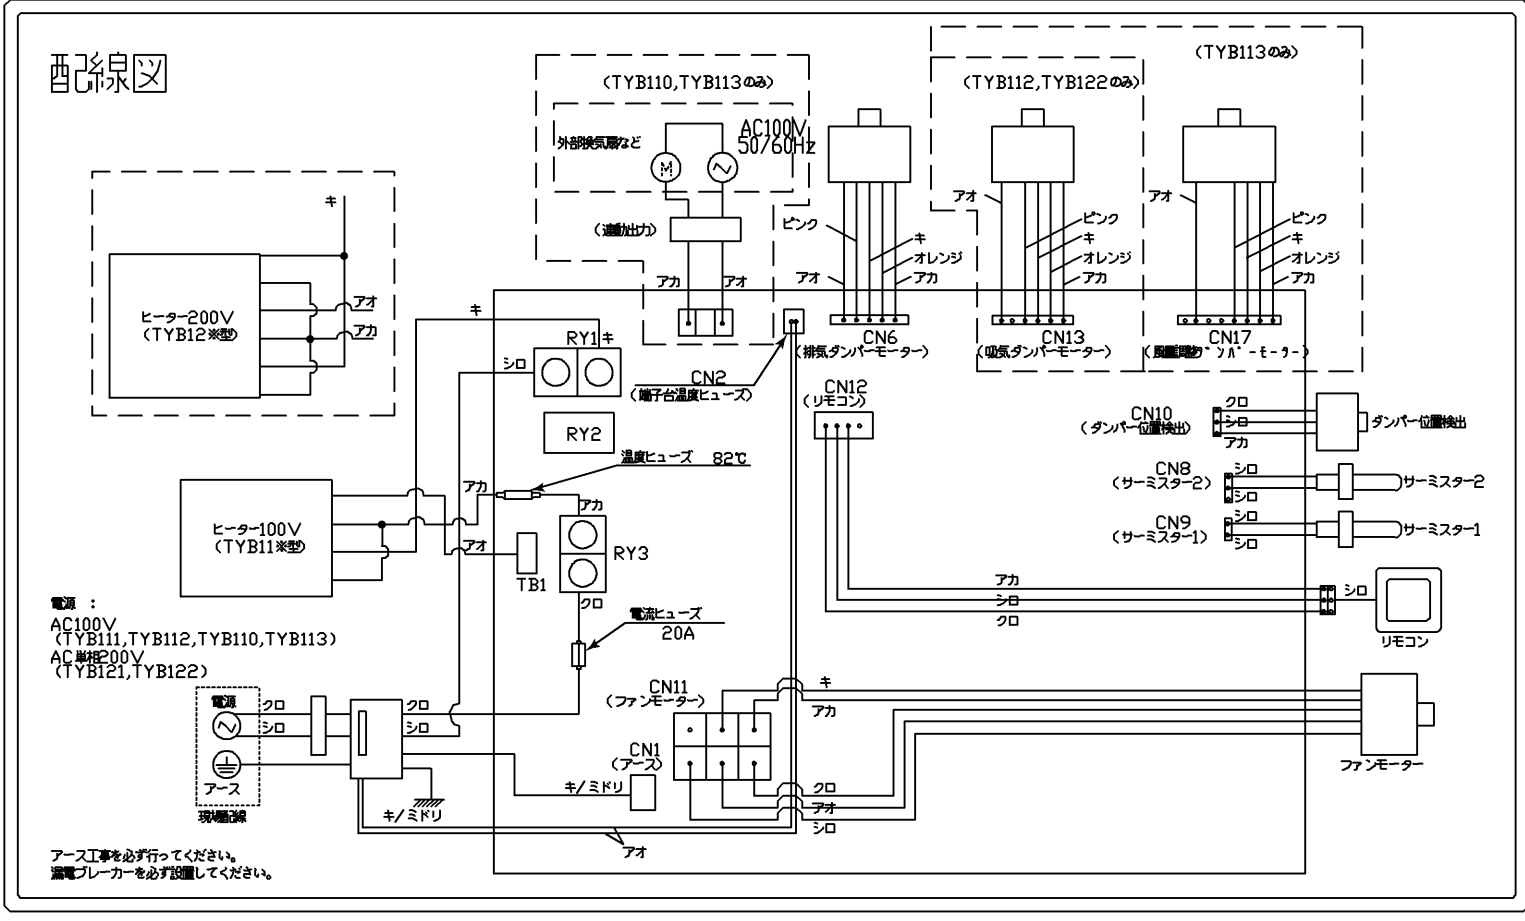 配線図
(TYB110,TYB113のみ)
外部換気扇など
M
AC100V
50/60Hz
(連動出力)
アカ
アオ
(TYB112,TYB122のみ)
(TYB113のみ)
ピンク
アオ
キ
オレンジ
アカ
CN6
(排気ダンパーモーター)
アオ
ピンク
キ
オレンジ
アカ
CN13
(吸気ダンパーモーター)
アオ
ピンク
キ
オレンジ
アカ
CN17
(風量調整ダンパーモーター)
キ
ヒーター200V
(TYB12※型)
アオ
アカ
キ
RY1
キ
シロ
CN2
(端子台温度ヒューズ)
RY2
温度ヒューズ 82℃
CN12
(リモコン)
CN10
(ダンパー位置検出)
クロ
シロ
アカ
ダンパー位置検出
CN8
(サーミスター2)
シロ
シロ
サーミスター2
CN9
(サーミスター1)
シロ
シロ
サーミスター1
ヒーター100V
(TYB11※型)
アカ
アカ
アオ
TB1
RY3
クロ
電流ヒューズ
20A
アカ
シロ
クロ
シロ
リモコン
電源 :
AC100V
(TYB111,TYB112,TYB110,TYB113)
AC単相200V
(TYB121,TYB122)
電源
クロ
シロ
アース
現場配線
クロ
シロ
キ/ミドリ
キ/ミドリ
CN11
(ファンモーター)
CN1
(アース)
キ
アカ
クロ
アオ
シロ
アオ
ファンモーター
アース工事を必ず行ってください。
漏電ブレーカーを必ず設置してください。